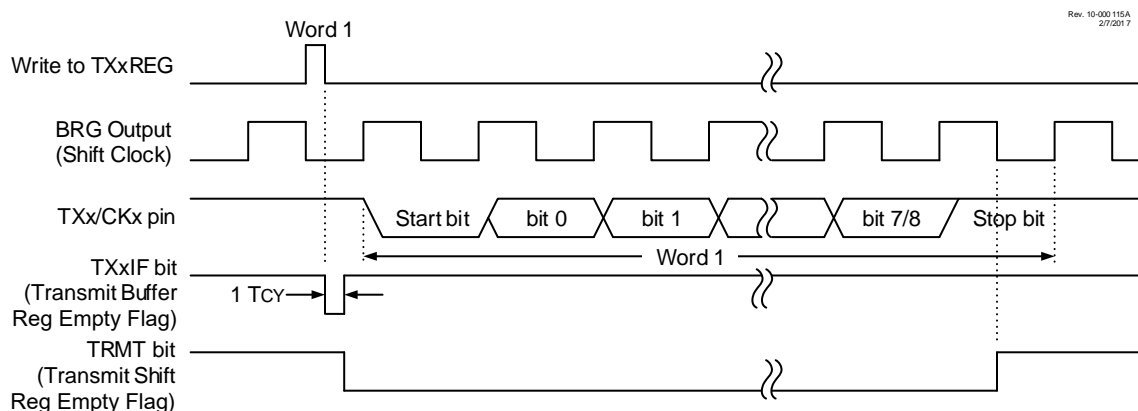 Rev. 10-000 115A
2/7/201 7
Word 1
Write to TXxREG
BRG Output
(Shift Clock)
TXx/CKx pin
Start bit
bit 0
bit 1
bit 7/8
Stop bit
Word 1
TXxIF bit
(Transmit Buffer
Reg Empty Flag)
1 TCY
TRMT bit
(Transmit Shift
Reg Empty Flag)